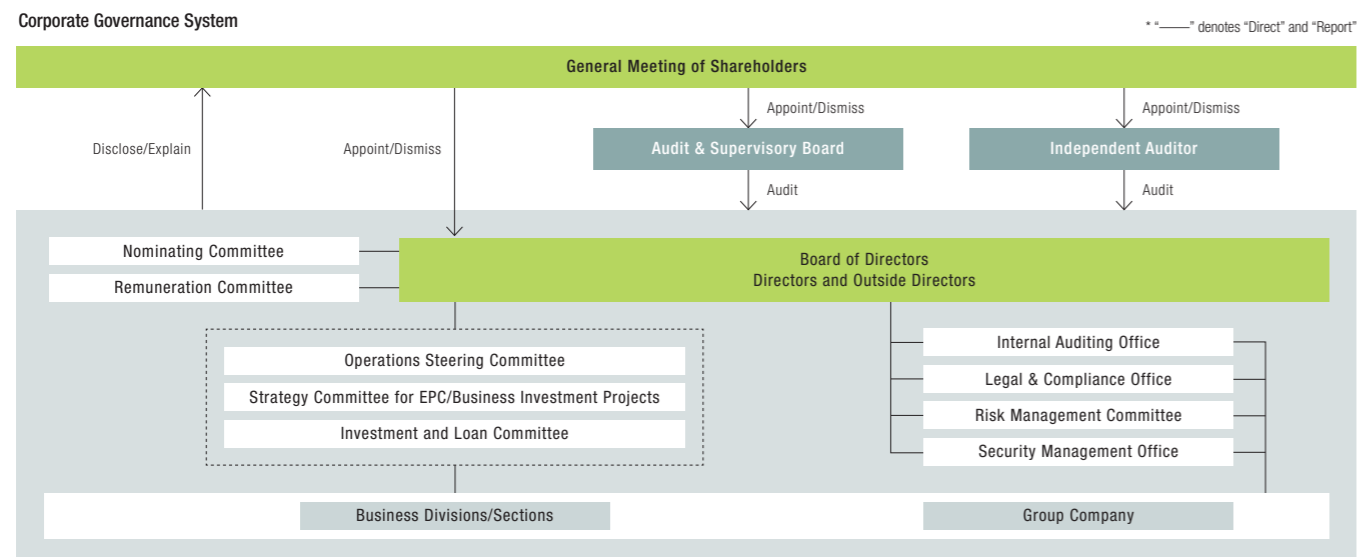 Corporate Governance System
* “———” denotes “Direct” and “Report”
General Meeting of Shareholders
Disclose/Explain
Appoint/Dismiss
Appoint/Dismiss
Appoint/Dismiss
Audit & Supervisory Board
Independent Auditor
Audit
Audit
Nominating Committee
Remuneration Committee
Board of Directors
Directors and Outside Directors
Operations Steering Committee
Strategy Committee for EPC/Business Investment Projects
Investment and Loan Committee
Internal Auditing Office
Legal & Compliance Office
Risk Management Committee
Security Management Office
Business Divisions/Sections
Group Company